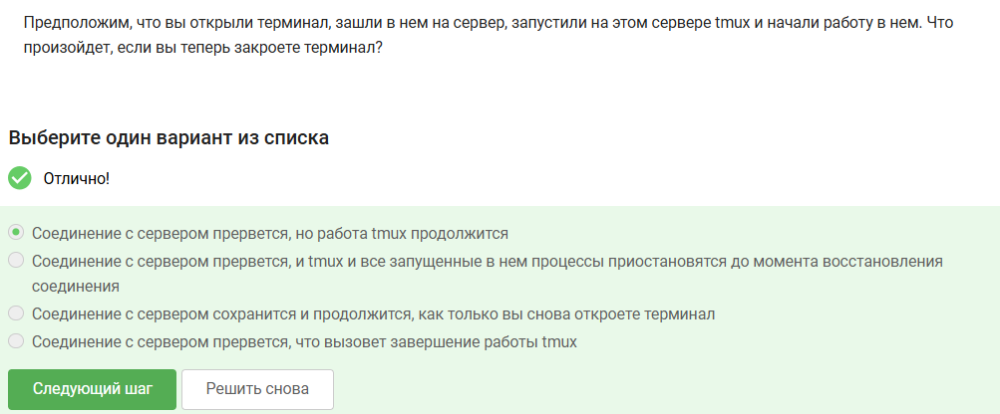 Предположим, что вы открыли терминал, зашли в нем на сервер, запустили на этом сервере tmux и начали работу в нем. Что
произойдет, если вы теперь закроете терминал?
Выберите один вариант из списка
Отлично!
Соединение с сервером прервется, но работа tmux продолжится
Соединение с сервером прервется, и tmux и все запущенные в нем процессы приостановятся до момента восстановления
соединения
Соединение с сервером сохранится и продолжится, как только вы снова откроете терминал
Соединение с сервером прервется, что вызовет завершение работы tmux
Следующий шаг
Решить снова